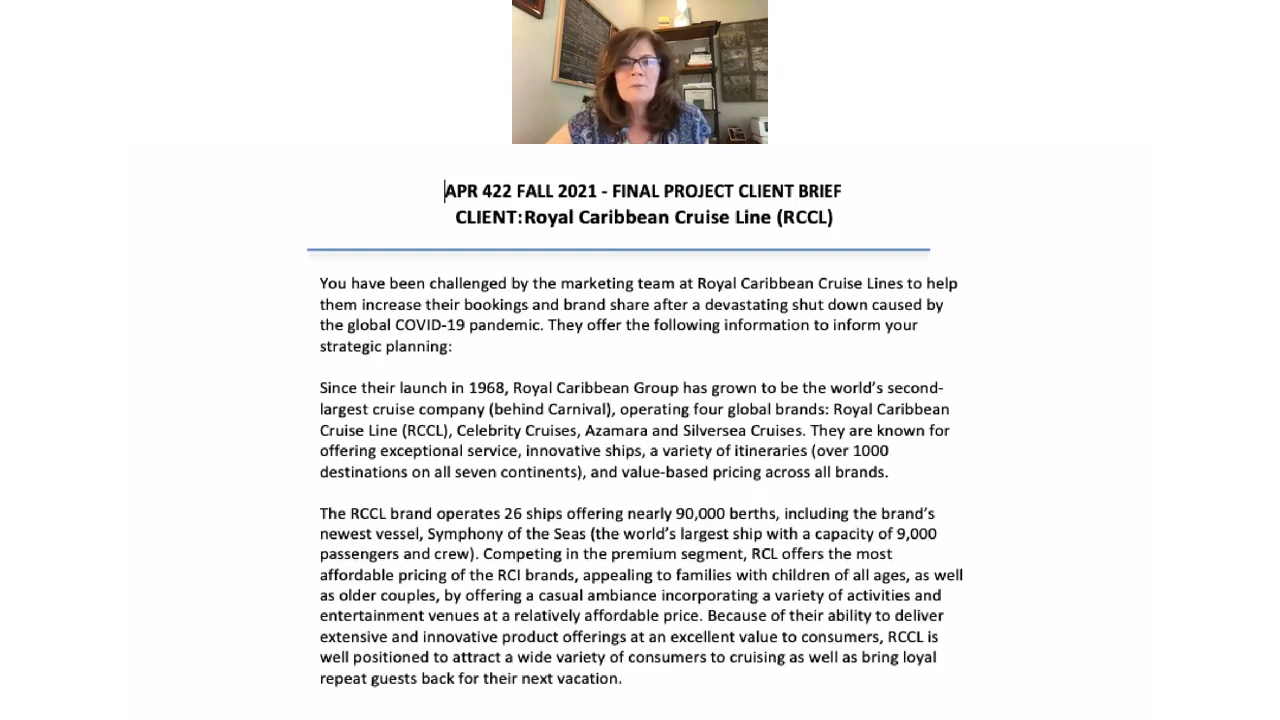 APR 422 FALL 2021 - FINAL PROJECT CLIENT BRIEF
CLIENT: Royal Caribbean Cruise Line (RCCL)
You have been challenged by the marketing team at Royal Caribbean Cruise Lines to help
them increase their bookings and brand share after a devastating shut down caused by
the global COVID-19 pandemic. They offer the following information to inform your
strategic planning:
Since their launch in 1968, Royal Caribbean Group has grown to be the world's second-
largest cruise company (behind Carnival), operating four global brands: Royal Caribbean
Cruise Line (RCCL), Celebrity Cruises, Azamara and Silversea Cruises. They are known for
offering exceptional service, innovative ships, a variety of itineraries (over 1000
destinations on all seven continents), and value-based pricing across all brands.
The RCCL brand operates 26 ships offering nearly 90,000 berths, including the brand's
newest vessel, Symphony of the Seas (the world's largest ship with a capacity of 9,000
passengers and crew). Competing in the premium segment, RCL offers the most
affordable pricing of the RCI brands, appealing to families with children of all ages, as well
as older couples, by offering a casual ambiance incorporating a variety of activities and
entertainment venues at a relatively affordable price. Because of their ability to deliver
extensive and innovative product offerings at an excellent value to consumers, RCCL is
well positioned to attract a wide variety of consumers to cruising as well as bring loyal
repeat guests back for their next vacation.